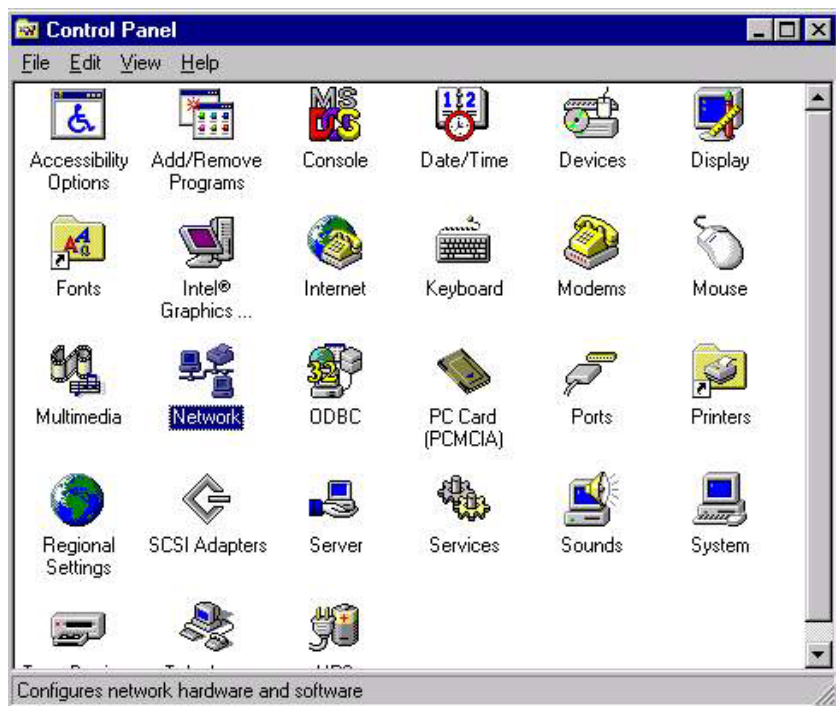 Control Panel
File Edit View Help
Accessibility Options
Add/Remove Programs
Console
Date/Time
Devices
Display
Fonts
Intel® Graphics ...
Internet
Keyboard
Modems
Mouse
Multimedia
Network
ODBC
PC Card (PCMCIA)
Ports
Printers
Regional Settings
SCSI Adapters
Server
Services
Sounds
System
Configures network hardware and software